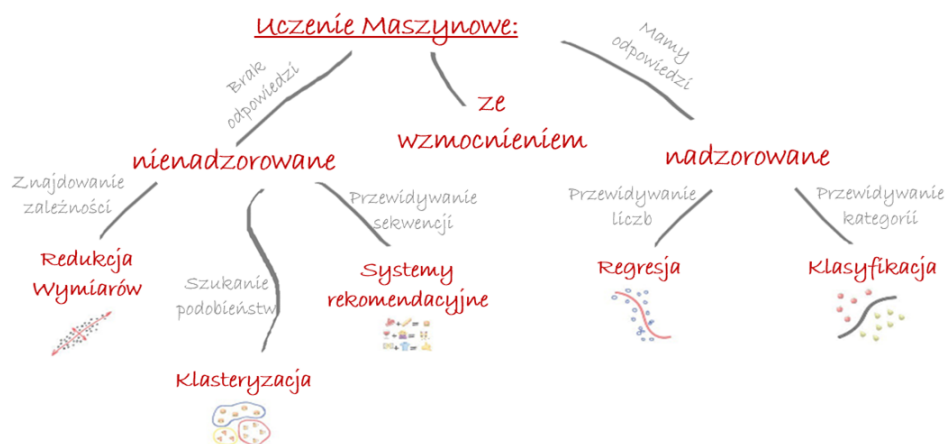 Uczenie Maszynowe:
Brak
odpowiedzi
Mamy
odpowiedzi
ze
wzmocnieniem
nienadzorowane
nadzorowane
Znajdowanie
zależności
Przewidywanie
sekwencji
Przewidywanie
liczb
Przewidywanie
kategorii
Redukcja
Wymiarów
Szukanie
podobieństw
Systemy
rekomendacyjne
Regresja
Klasyfikacja
Klasteryzacja